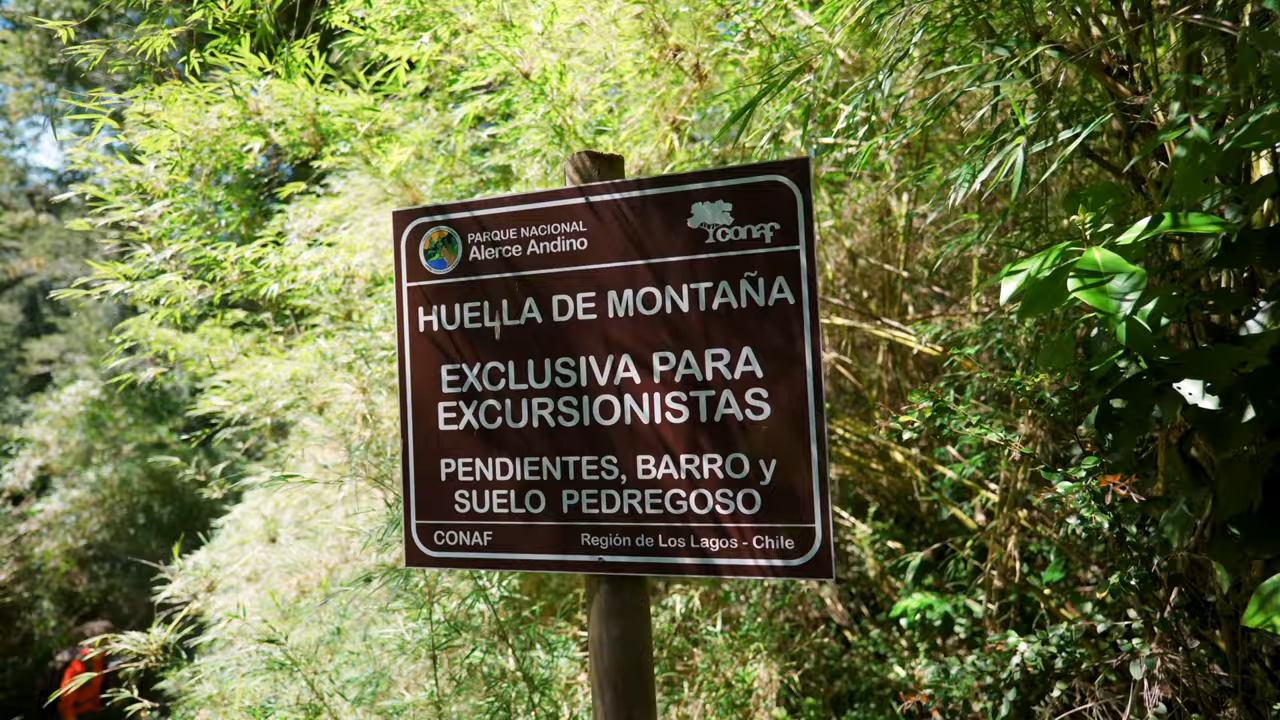 PARQUE NACIONAL
Alerce Andino
conaf
HUELLA DE MONTAÑA
EXCLUSIVA PARA
EXCURSIONISTAS
PENDIENTES, BARRO y
SUELO PEDREGOSO
CONAF
Región de Los Lagos - Chile